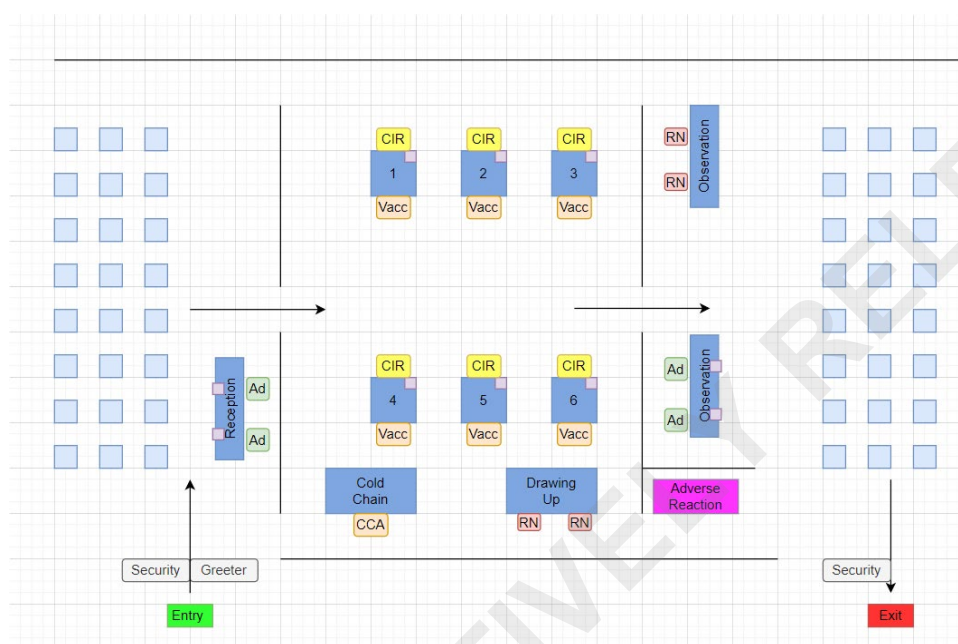 CIR
CIR
CIR
1
2
3
Vacc
Vacc
Vacc
RN
RN
Observation
CIR
CIR
CIR
4
5
6
Vacc
Vacc
Vacc
Reception
Ad
Ad
Ad
Ad
Observation
Cold
Chain
CCA
Drawing
Up
RN
RN
Adverse
Reaction
Security
Greeter
Entry
Security
Exit